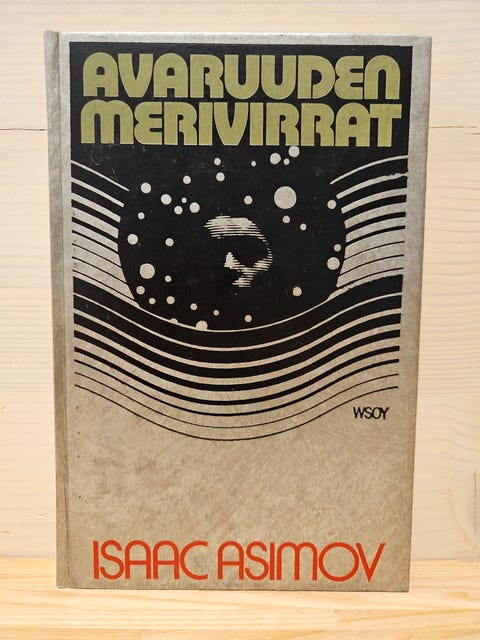 AVARUUDEN
MERIVIRRAT
WSOY
ISAAC ASIMOV